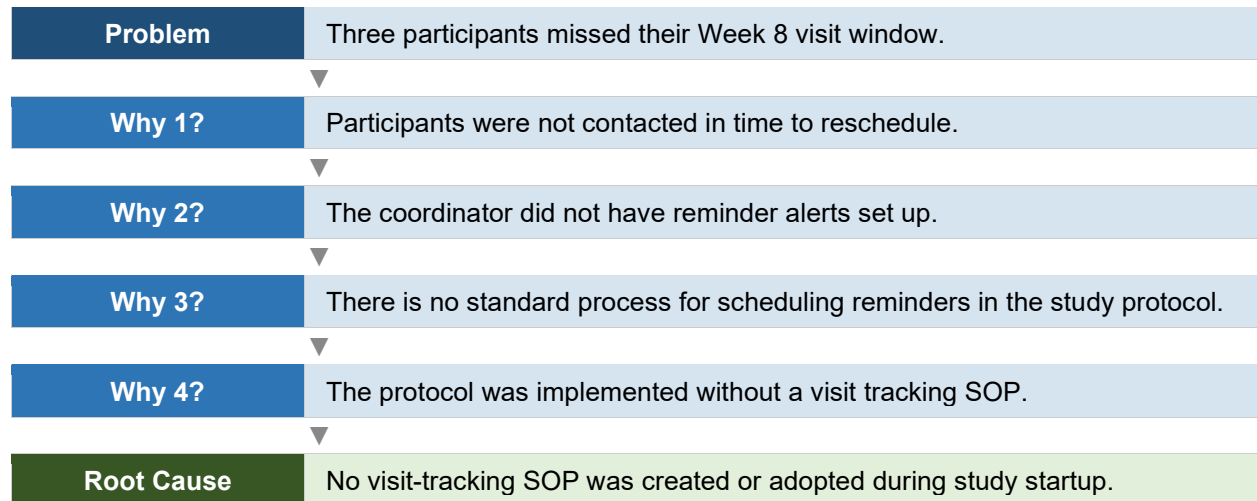 Problem Three participants missed their Week 8 visit window.
Why 1? Participants were not contacted in time to reschedule.
Why 2? The coordinator did not have reminder alerts set up.
Why 3? There is no standard process for scheduling reminders in the study protocol.
Why 4? The protocol was implemented without a visit tracking SOP.
Root Cause No visit-tracking SOP was created or adopted during study startup.